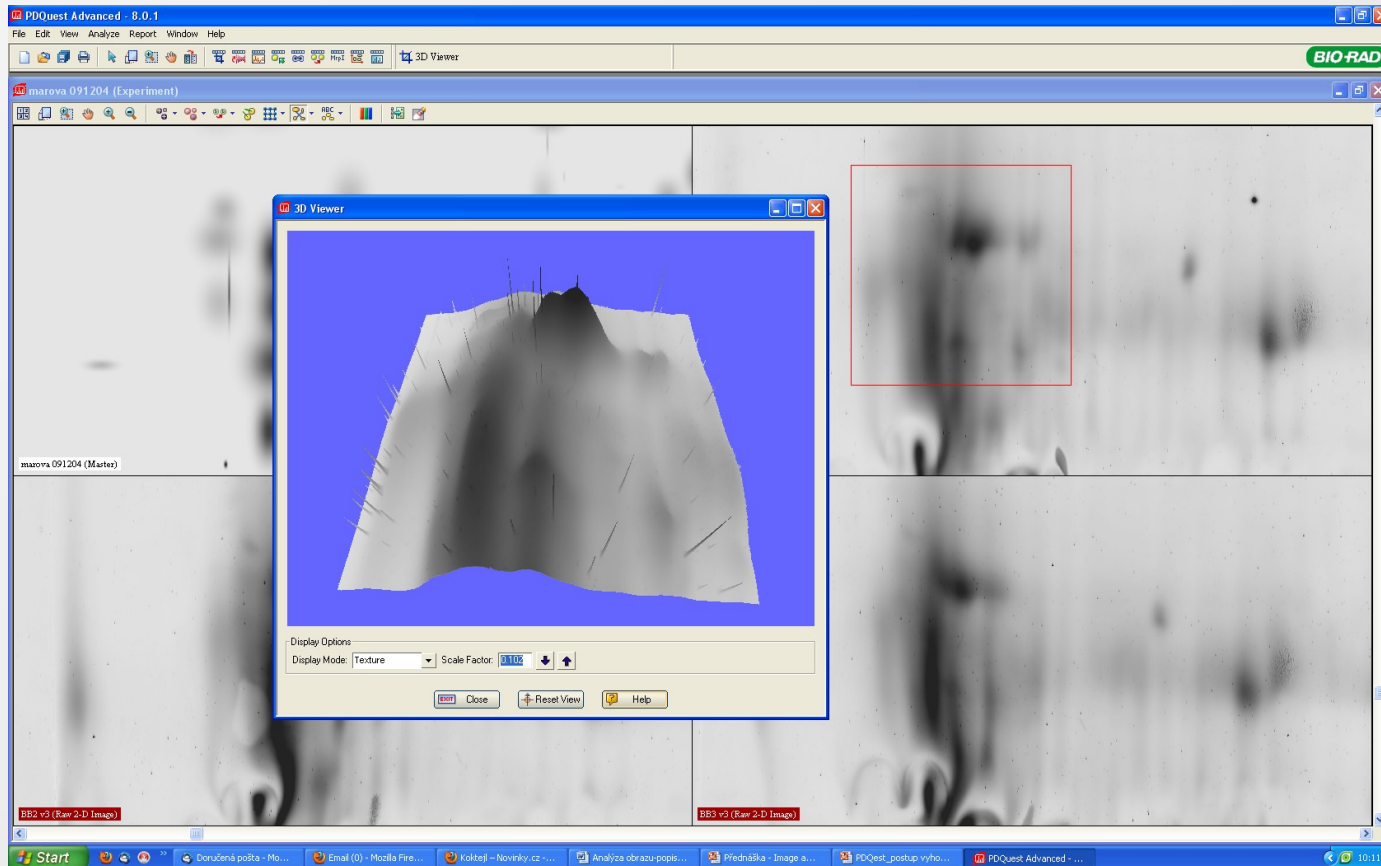 PDQuest Advanced - 8.0.1
File Edit View Analyze Report Window Help
3D Viewer
BIO-RAD
marova 091204 (Experiment)
ABC
3D Viewer
marova 091204 (Master)
Display Options
Display Mode: Texture Scale Factor: 0.102
EXIT Close Reset View Help
BB2 v3 (Raw 2-D Image)
BB3 v3 (Raw 2-D Image)
Start Doručená pošta - Mo... Email (0) - Mozilla Fire... Koktejl – Novinky.cz -... Analýza obrazu-popis... Přednáška - Image a... PDQest_postup vyho... PDQuest Advanced - ... 10:11